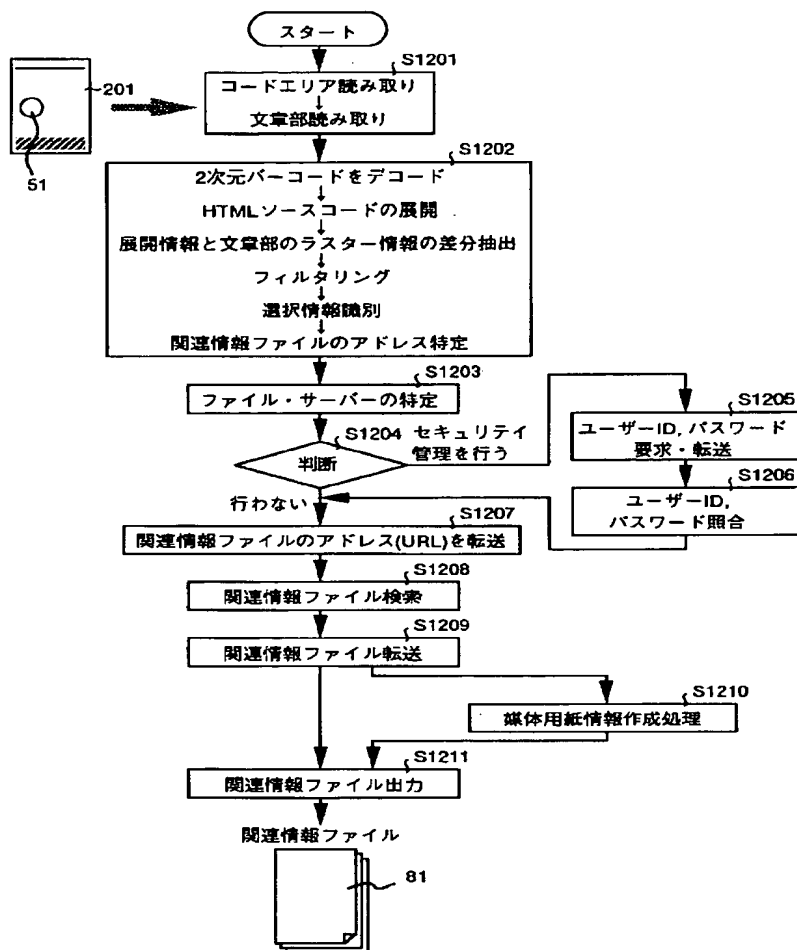 スタート
S1201
201
コードエリア読み取り
文章部読み取り
51
S1202
2次元バーコードをデコード
HTMLソースコードの展開
展開情報と文章部のラスター情報の差分抽出
フィルタリング
選択情報識別
関連情報ファイルのアドレス特定
S1203
ファイル・サーバーの特定
S1204
セキュリテイ
管理を行う
判断
行わない
S1205
ユーザーID, パスワード
要求・転送
S1206
ユーザーID,
パスワード照合
S1207
関連情報ファイルのアドレス(URL)を転送
S1208
関連情報ファイル検索
S1209
関連情報ファイル転送
S1210
媒体用紙情報作成処理
S1211
関連情報ファイル出力
関連情報ファイル
81